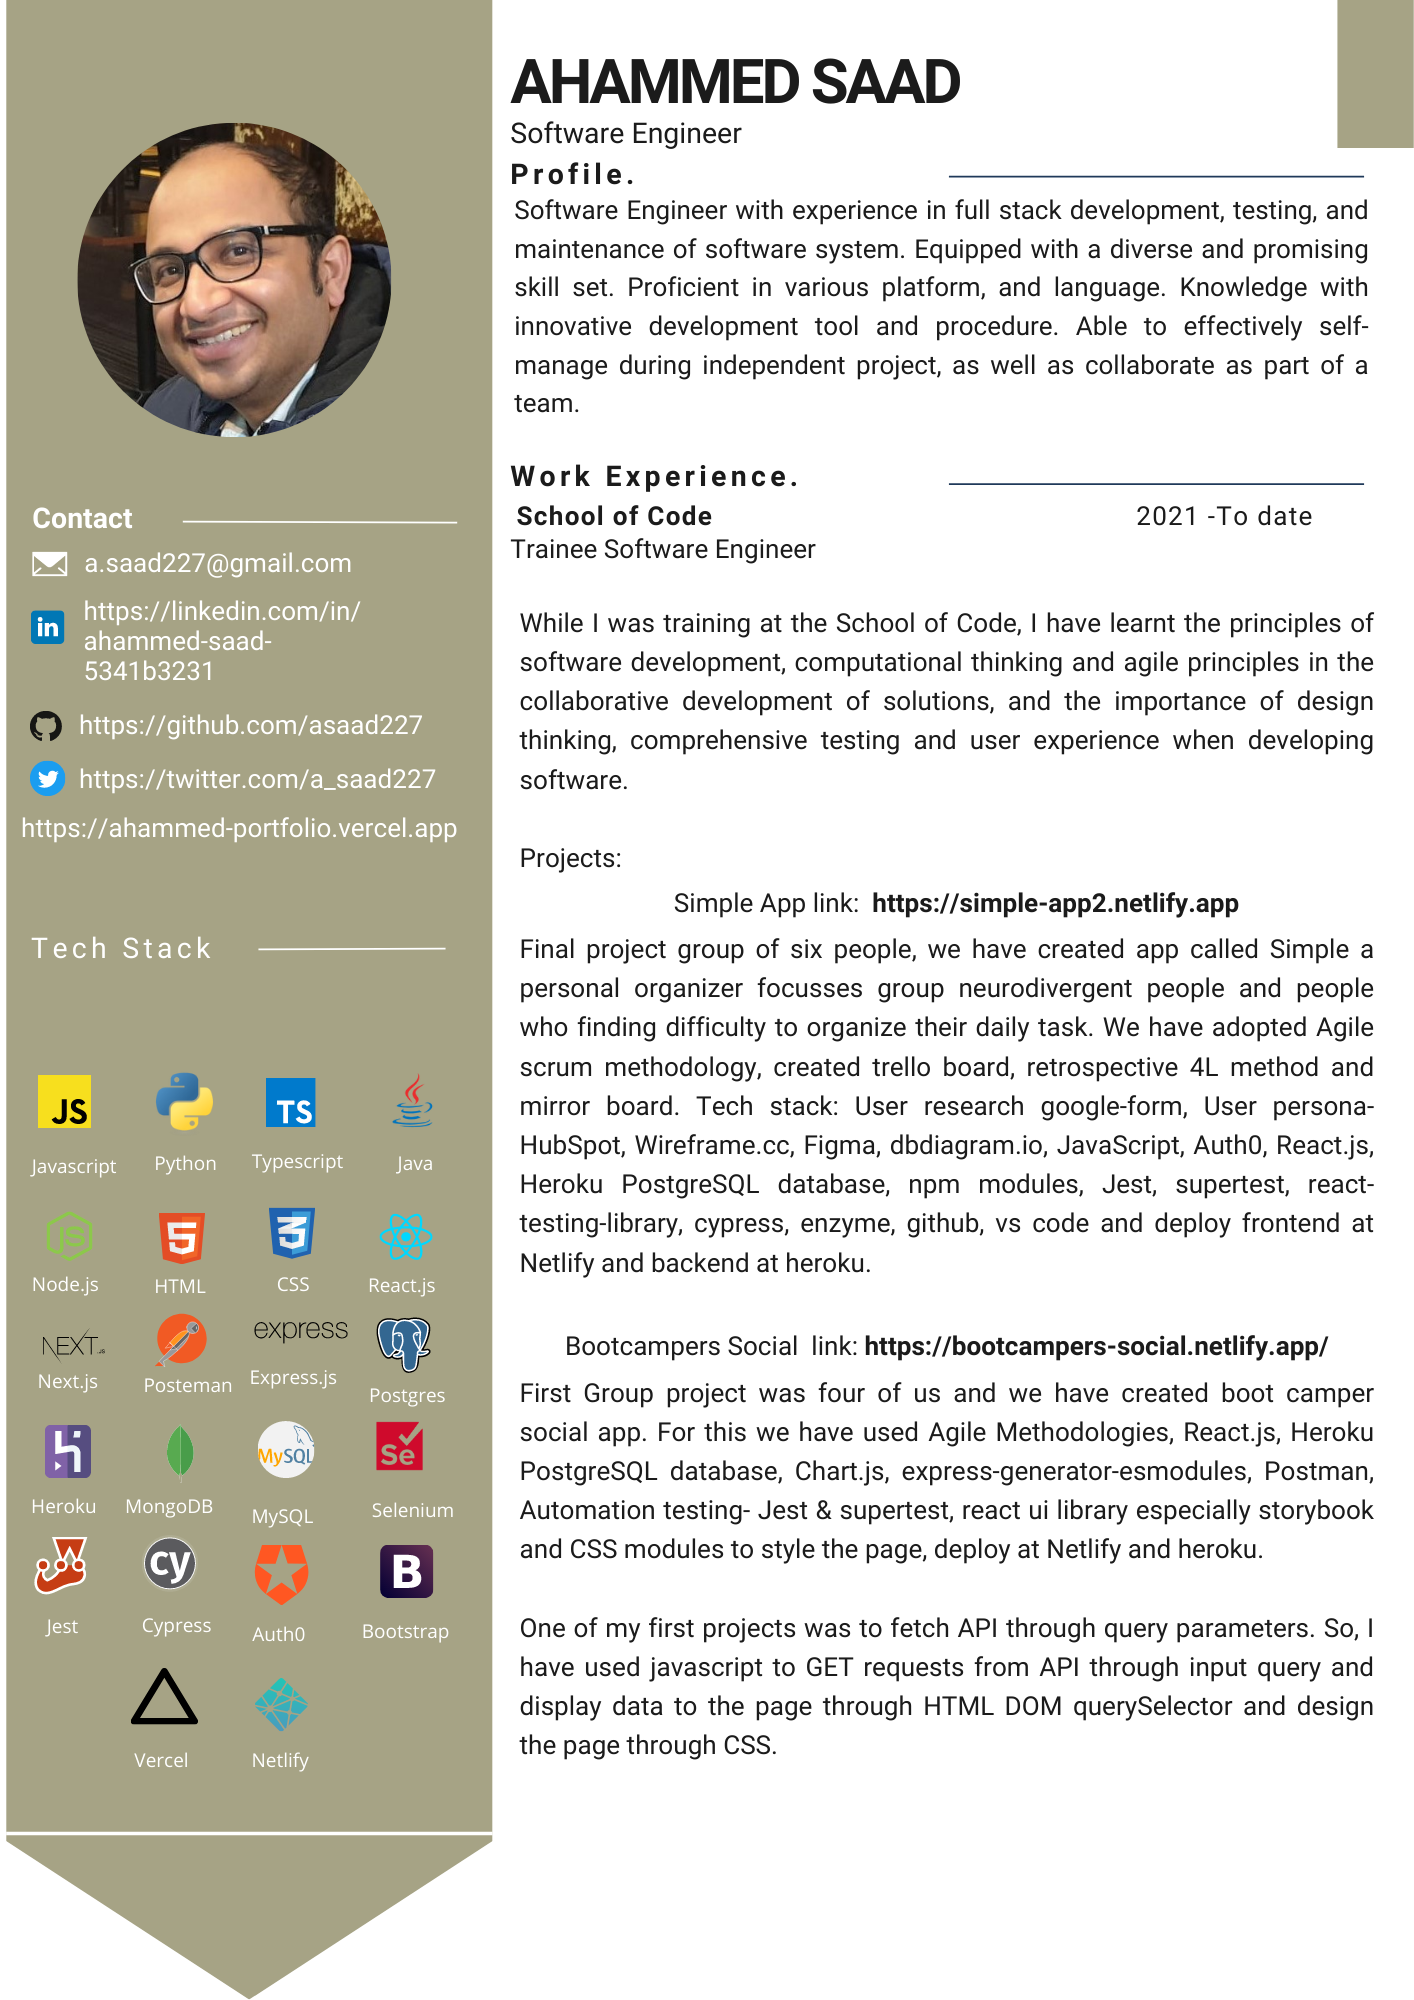 AHAMMED SAAD
Software Engineer
Profile.
Software Engineer with experience in full stack development, testing, and
maintenance of software system. Equipped with a diverse and promising
skill set. Proficient in various platform, and language. Knowledge with
innovative development tool and procedure. Able to effectively self-
manage during independent project, as well as collaborate as part of a
team.
Work Experience.
School of Code 2021 -To date
Trainee Software Engineer
While I was training at the School of Code, I have learnt the principles of
software development, computational thinking and agile principles in the
collaborative development of solutions, and the importance of design
thinking, comprehensive testing and user experience when developing
software.
Projects:
Simple App link: https://simple-app2.netlify.app
Final project group of six people, we have created app called Simple a
personal organizer focusses group neurodivergent people and people
who finding difficulty to organize their daily task. We have adopted Agile
scrum methodology, created trello board, retrospective 4L method and
mirror board. Tech stack: User research google-form, User persona-
HubSpot, Wireframe.cc, Figma, dbdiagram.io, JavaScript, Auth0, React.js,
Heroku PostgreSQL database, npm modules, Jest, supertest, react-
testing-library, cypress, enzyme, github, vs code and deploy frontend at
Netlify and backend at heroku.
Bootcampers Social link: https://bootcampers-social.netlify.app/
First Group project was four of us and we have created boot camper
social app. For this we have used Agile Methodologies, React.js, Heroku
PostgreSQL database, Chart.js, express-generator-esmodules, Postman,
Automation testing- Jest & supertest, react ui library especially storybook
and CSS modules to style the page, deploy at Netlify and heroku.
One of my first projects was to fetch API through query parameters. So, I
have used javascript to GET requests from API through input query and
display data to the page through HTML DOM querySelector and design
the page through CSS.
Contact
a.saad227@gmail.com
in
https://linkedin.com/in/
ahammed-saad-
5341b3231
https://github.com/asaad227
https://twitter.com/a_saad227
https://ahammed-portfolio.vercel.app
Tech Stack
JS TS
Javascript Python Typescript Java
JS 5 3
Node.js HTML CSS React.js
NEXT.JS express
Next.js Posteman Express.js Postgres
MySQL Se
Heroku MongoDB MySQL Selenium
cy B
Jest Cypress Auth0 Bootstrap
Vercel Netlify